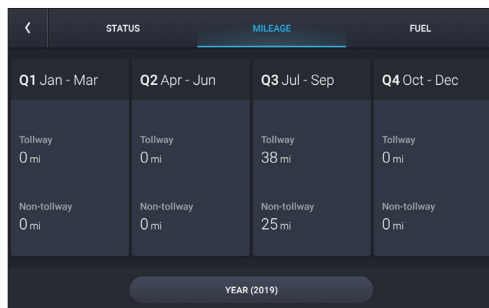 STATUS MILEAGE FUEL
Q1 Jan - Mar
Tollway
0 mi
Non-tollway
0 mi
Q2 Apr - Jun
Tollway
0 mi
Non-tollway
0 mi
Q3 Jul - Sep
Tollway
38 mi
Non-tollway
25 mi
Q4 Oct - Dec
Tollway
0 mi
Non-tollway
0 mi
YEAR (2019)